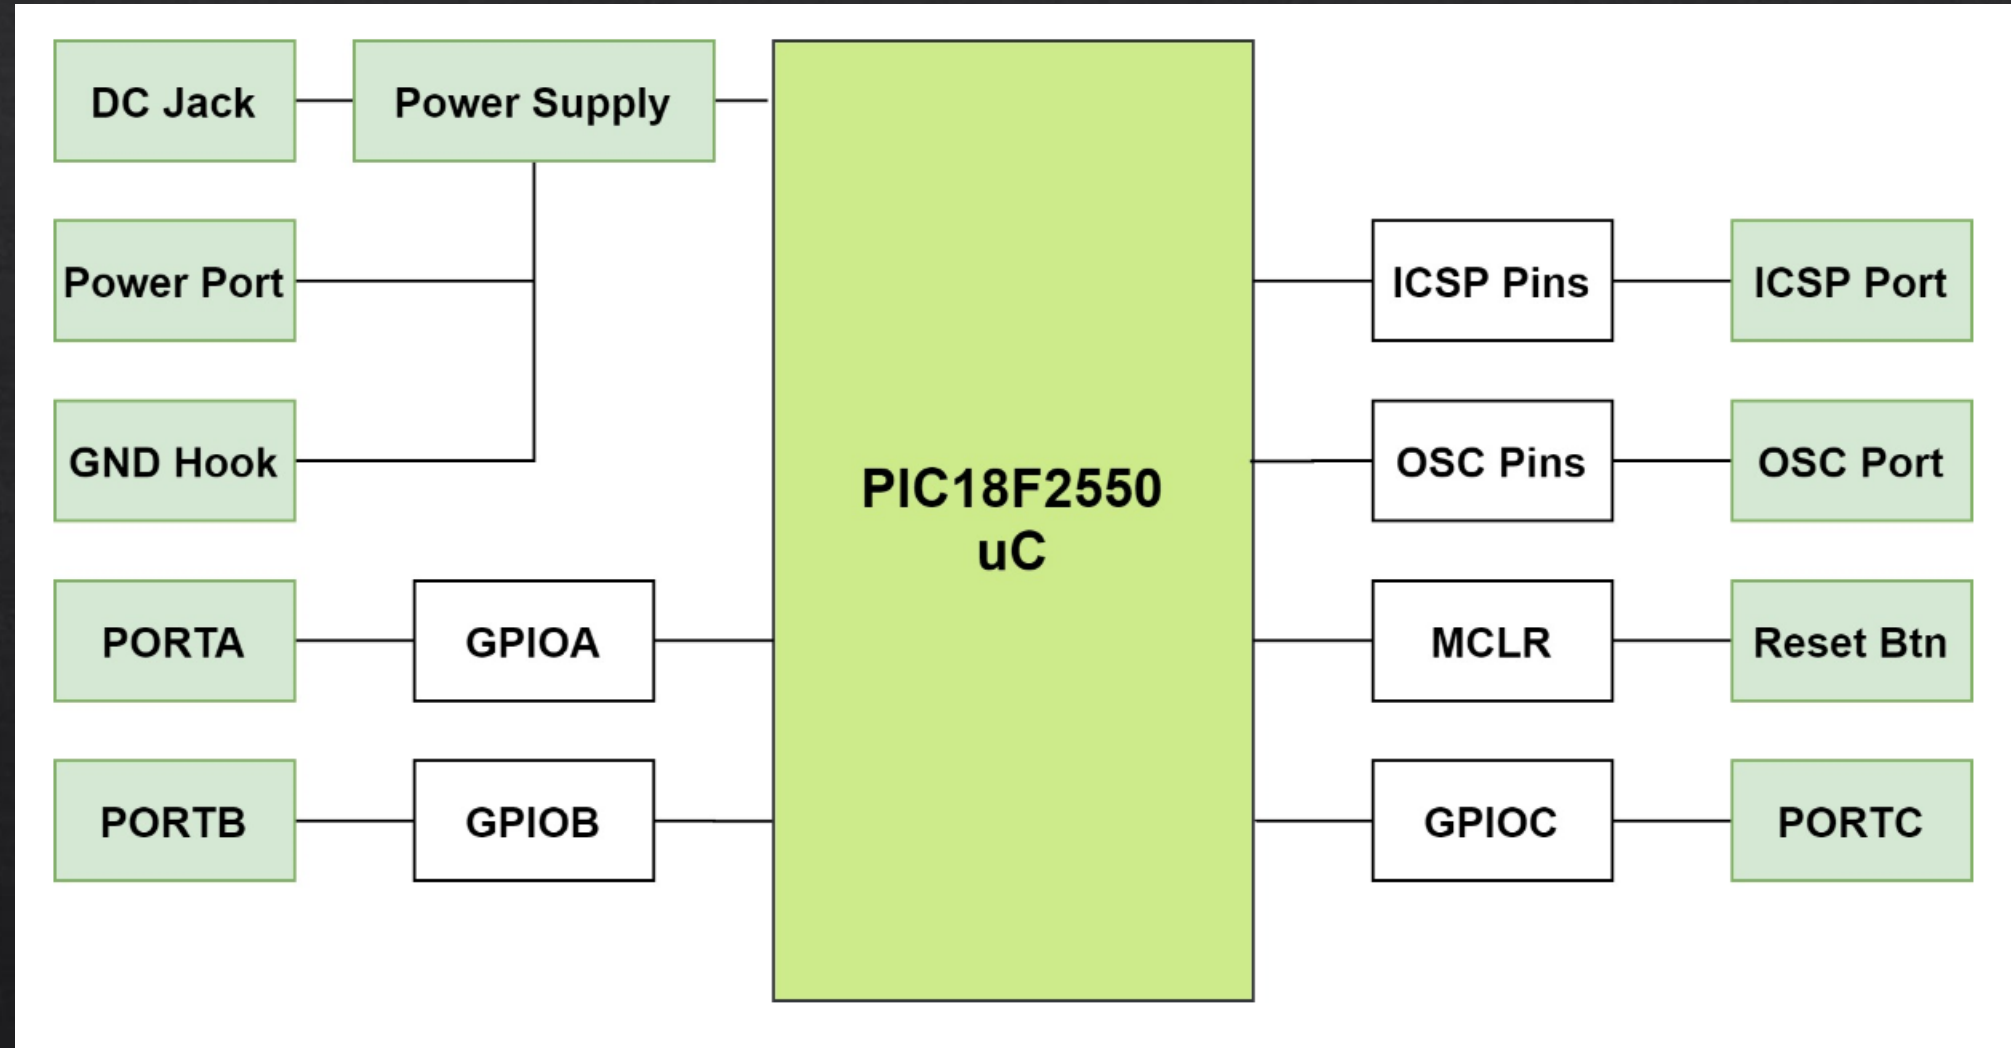 DC Jack
Power Supply
Power Port
GND Hook
PORTA
GPIOA
PORTB
GPIOB
PIC18F2550
uC
ICSP Pins
ICSP Port
OSC Pins
OSC Port
MCLR
Reset Btn
GPIOC
PORTC